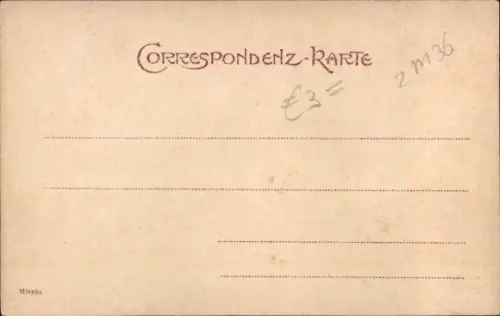 CORRESPONDENZ-KARTE
2 M 36
€3=